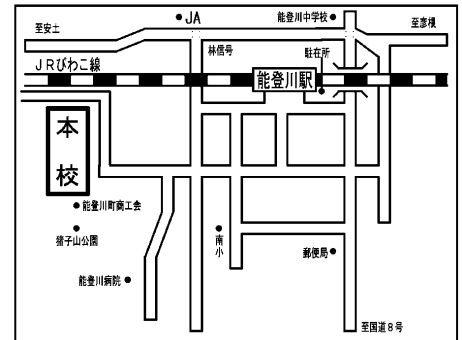 至安土
JA
能登川中学校
至彦根
林信号
駐在所
JRびわこ線
能登川駅
本校
能登川町商工会
猪子山公園
南小
郵便局
能登川病院
至国道8号